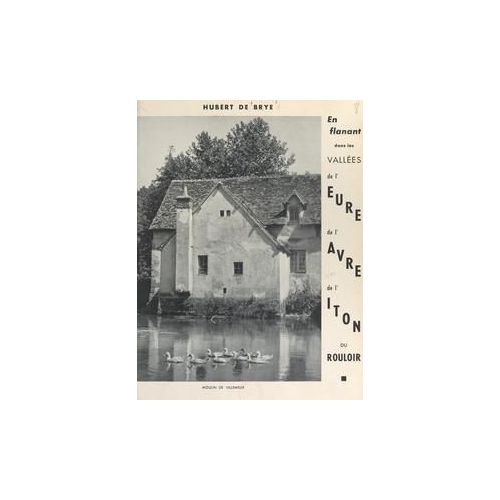 HUBERT DE BRYE
En
flanant
dans les
VALLÉES
de l'
EURE
de l'
AVRE
de l'
ITON
OU
ROULOIR
MOULIN DE VILLEMEUX